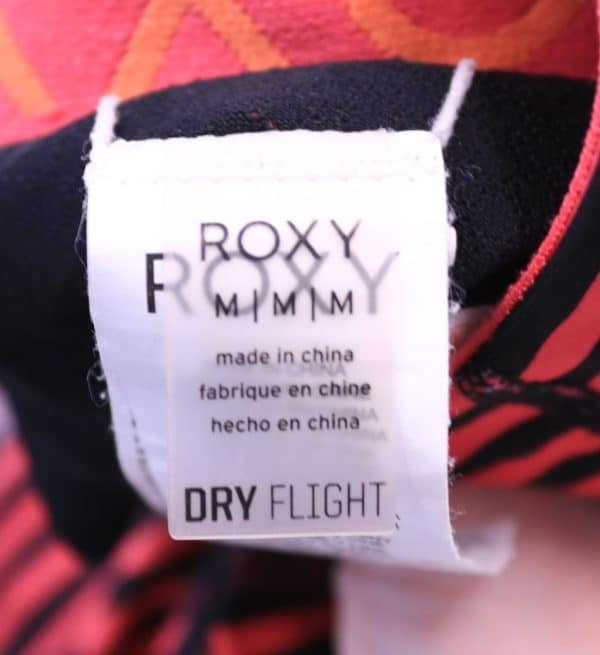 ROXY
M|M|M
made in china
fabrique en chine
hecho en china
DRY FLIGHT